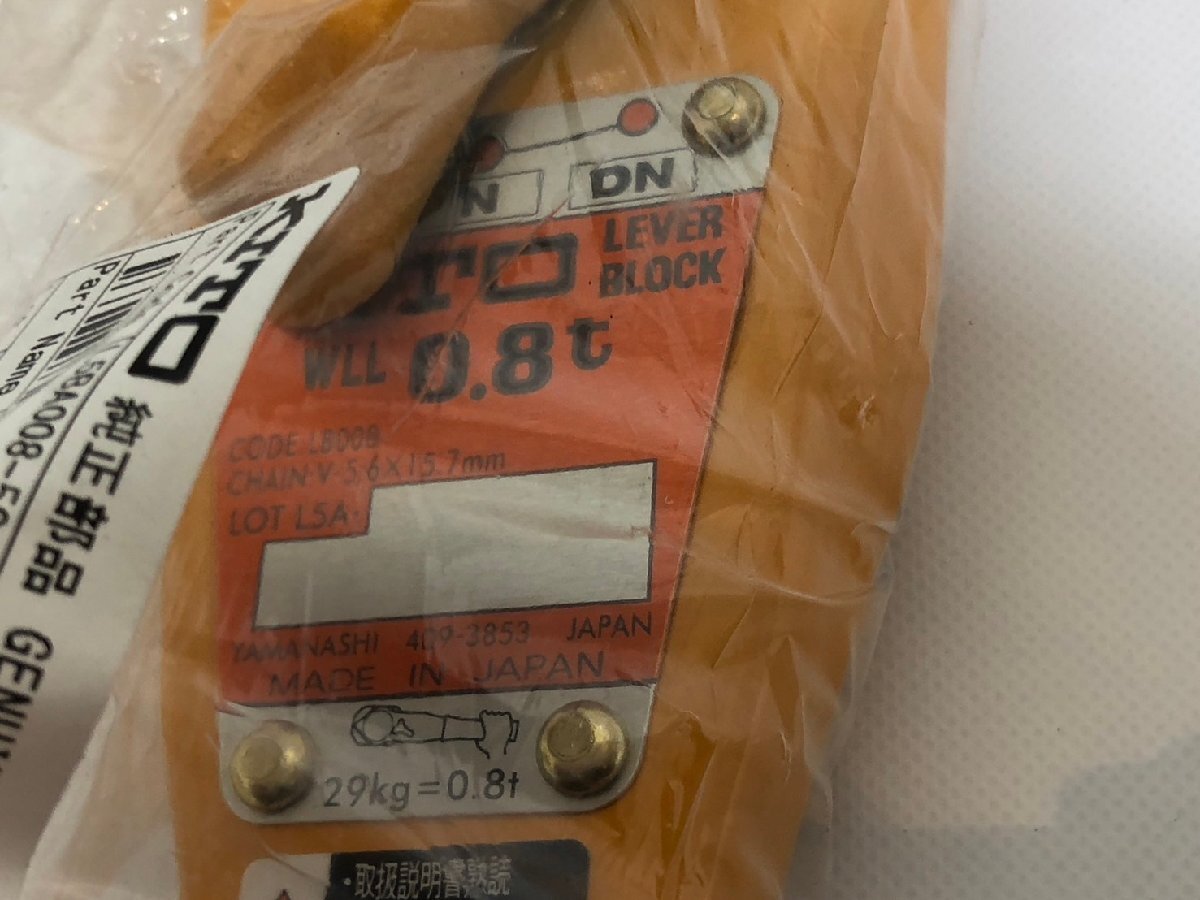 DN
KITO
LEVER
BLOCK
WLL 0.8t
CODE LB008
CHAIN·V-5.6×15.7mm
LOT L5A-
YAMANASHI 409-3853 JAPAN
MADE IN JAPAN
29kg=0.8t
・取扱説明書熟読
KITO 純正部品
Part Name